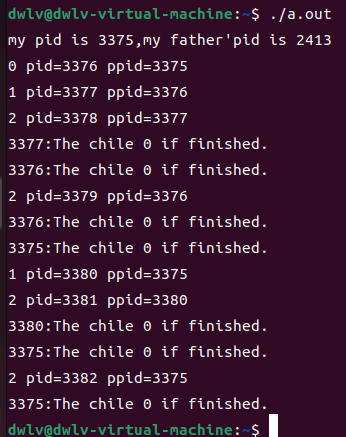 dwlv@dwlv-virtual-machine:~$ ./a.out
my pid is 3375,my father'pid is 2413
0 pid=3376 ppid=3375
1 pid=3377 ppid=3376
2 pid=3378 ppid=3377
3377:The chile 0 if finished.
3376:The chile 0 if finished.
2 pid=3379 ppid=3376
3376:The chile 0 if finished.
3375:The chile 0 if finished.
1 pid=3380 ppid=3375
2 pid=3381 ppid=3380
3380:The chile 0 if finished.
3375:The chile 0 if finished.
2 pid=3382 ppid=3375
3375:The chile 0 if finished.
dwlv@dwlv-virtual-machine:~$